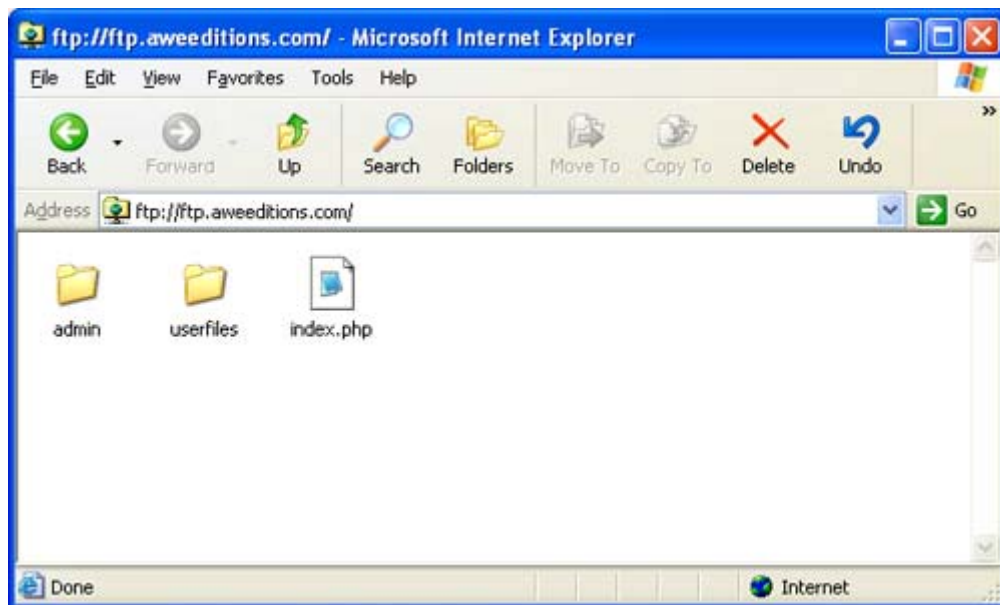 ftp://ftp.aweeditions.com/ - Microsoft Internet Explorer
File Edit View Favorites Tools Help
Back Forward Up Search Folders Move To Copy To Delete Undo »
Address ftp://ftp.aweeditions.com/ Go
admin userfiles index.php
Done Internet